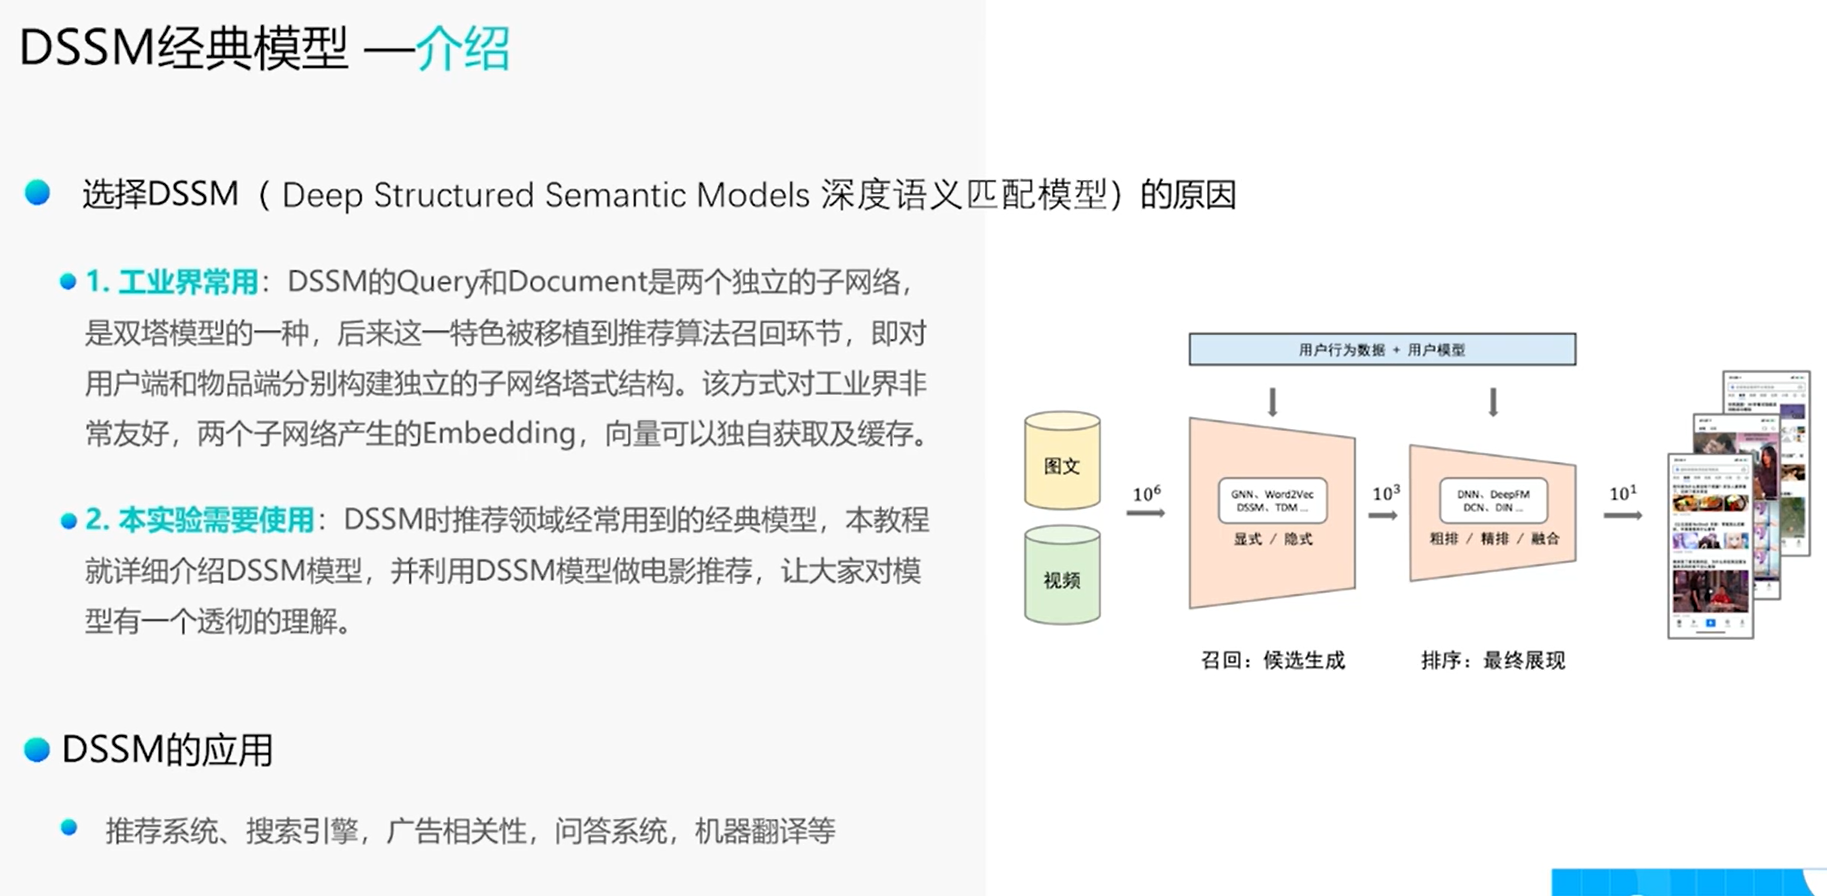 DSSM经典模型 —介绍
选择DSSM（ Deep Structured Semantic Models 深度语义匹配模型）的原因
1. 工业界常用：DSSM的Query和Document是两个独立的子网络，
是双塔模型的一种，后来这一特色被移植到推荐算法召回环节，即对
用户端和物品端分别构建独立的子网络塔式结构。该方式对工业界非
常友好，两个子网络产生的Embedding，向量可以独自获取及缓存。
2. 本实验需要使用：DSSM时推荐领域经常用到的经典模型，本教程
就详细介绍DSSM模型，并利用DSSM模型做电影推荐，让大家对模
型有一个透彻的理解。
DSSM的应用
推荐系统、搜索引擎，广告相关性，问答系统，机器翻译等
用户行为数据 + 用户模型
图文
视频
10⁶
GNN、Word2Vec
DSSM、TDM ...
显式 / 隐式
10³
DNN、DeepFM
DCN、DIN ...
粗排 / 精排 / 融合
10¹
召回：候选生成
排序：最终展现